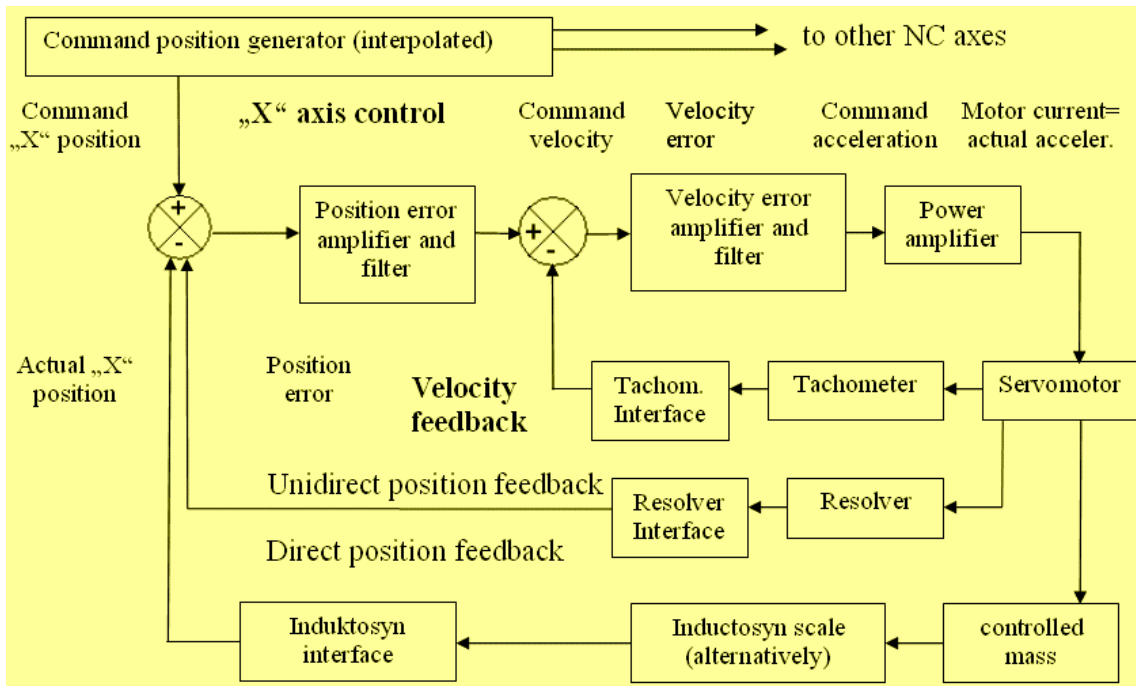 Command position generator (interpolated)
to other NC axes
Command
„X“ position
„X“ axis control
Command
velocity
Velocity
error
Command
acceleration
Motor current=
actual acceler.
+
-
Position error
amplifier and
filter
+
-
Velocity error
amplifier and
filter
Power
amplifier
Actual „X“
position
Position
error
Velocity
feedback
Tachom.
Interface
Tachometer
Servomotor
Unidirect position feedback
Resolver
Interface
Resolver
Direct position feedback
Induktosyn
interface
Inductosyn scale
(alternatively)
controlled
mass